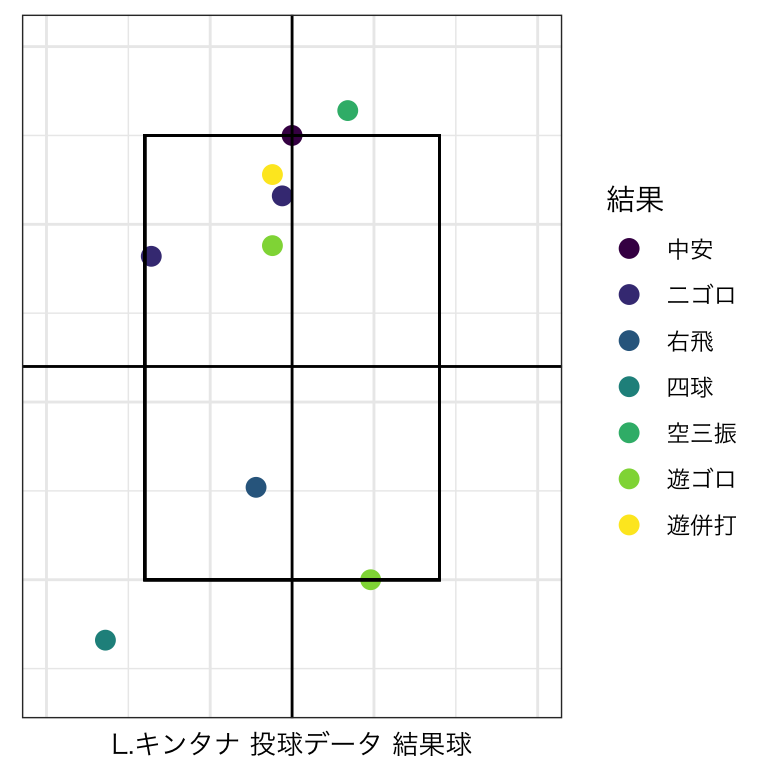 結果
中安
二ゴロ
右飛
四球
空三振
遊ゴロ
遊併打
L.キンタナ 投球データ 結果球